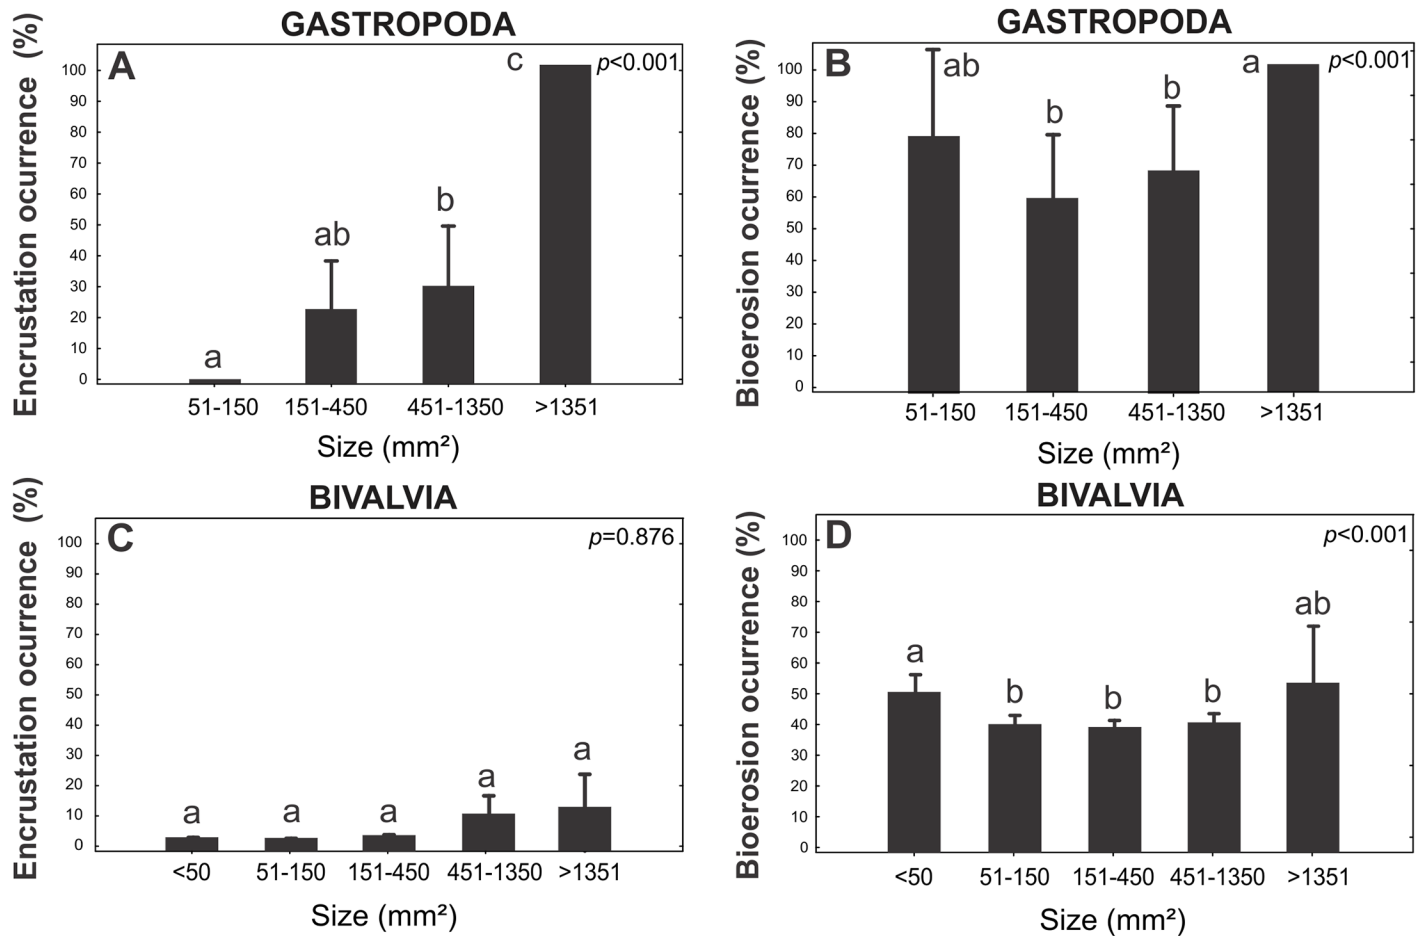 GASTROPODA
A
p<0.001
Encrustation ocurrence (%)
100
90
80
70
60
50
40
30
20
10
0
a
ab
b
c
51-150 151-450 451-1350 >1351
Size (mm²)
GASTROPODA
B
p<0.001
Bioerosion ocurrence (%)
100
90
80
70
60
50
40
30
20
10
0
ab
b
b
a
51-150 151-450 451-1350 >1351
Size (mm²)
BIVALVIA
C
p=0.876
Encrustation ocurrence (%)
100
90
80
70
60
50
40
30
20
10
0
a
a
a
a
a
<50 51-150 151-450 451-1350 >1351
Size (mm²)
BIVALVIA
D
p<0.001
Bioerosion ocurrence (%)
100
90
80
70
60
50
40
30
20
10
0
a
b
b
b
ab
<50 51-150 151-450 451-1350 >1351
Size (mm²)